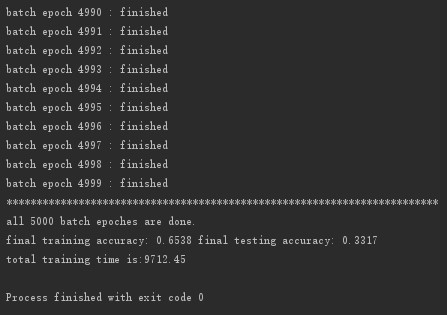 batch epoch 4990 : finished
batch epoch 4991 : finished
batch epoch 4992 : finished
batch epoch 4993 : finished
batch epoch 4994 : finished
batch epoch 4995 : finished
batch epoch 4996 : finished
batch epoch 4997 : finished
batch epoch 4998 : finished
batch epoch 4999 : finished
************************************************************************
all 5000 batch epoches are done.
final training accuracy: 0.6538 final testing accuracy: 0.3317
total training time is:9712.45
Process finished with exit code 0